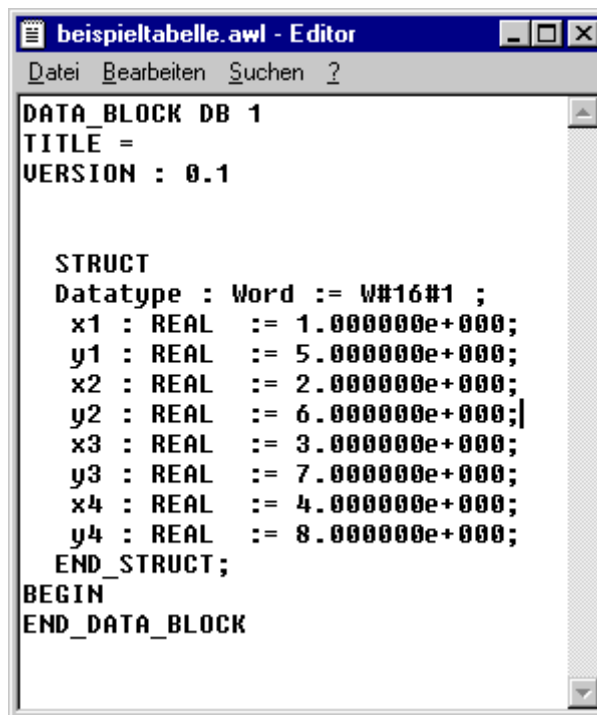 beispieltabelle.awl - Editor
Datei Bearbeiten Suchen ?
DATA_BLOCK DB 1
TITLE =
VERSION : 0.1
STRUCT
Datatype : Word := W#16#1 ;
x1 : REAL := 1.000000e+000;
y1 : REAL := 5.000000e+000;
x2 : REAL := 2.000000e+000;
y2 : REAL := 6.000000e+000;
x3 : REAL := 3.000000e+000;
y3 : REAL := 7.000000e+000;
x4 : REAL := 4.000000e+000;
y4 : REAL := 8.000000e+000;
END_STRUCT;
BEGIN
END_DATA_BLOCK